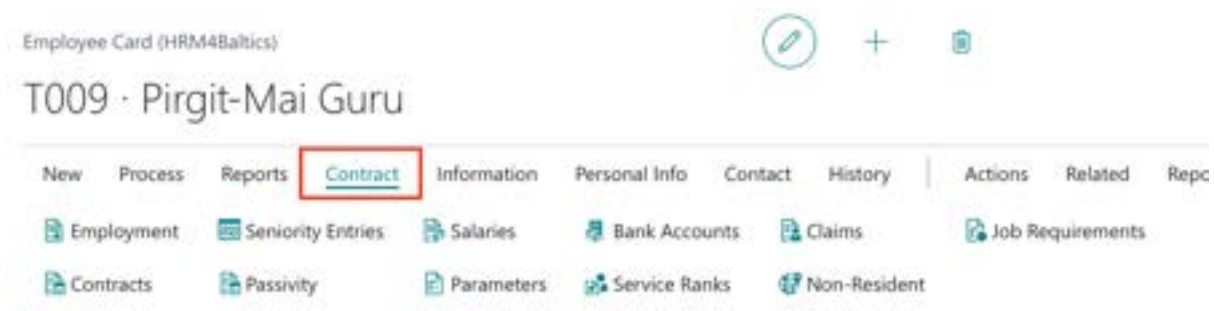 Employee Card (HRM4Baltics)
T009 · Pirgit-Mai Guru
New Process Reports Contract Information Personal Info Contact History Actions Related Repo
Employment Seniority Entries Salaries Bank Accounts Claims Job Requirements
Contracts Passivity Parameters Service Ranks Non-Resident